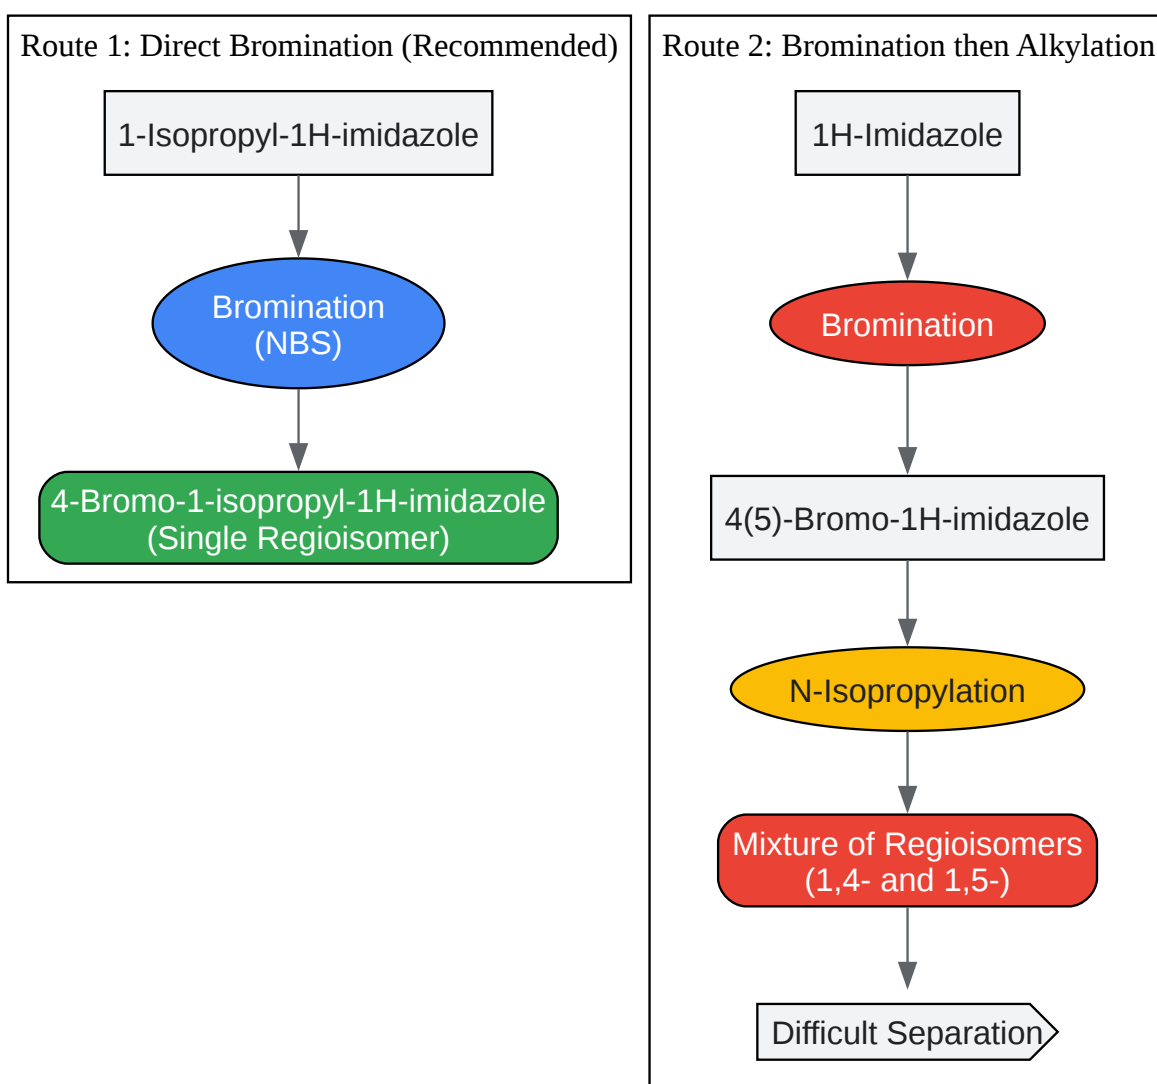 Route 1: Direct Bromination (Recommended)
1-Isopropyl-1H-imidazole
Bromination
(NBS)
4-Bromo-1-isopropyl-1H-imidazole
(Single Regioisomer)
Route 2: Bromination then Alkylation
1H-Imidazole
Bromination
4(5)-Bromo-1H-imidazole
N-Isopropylation
Mixture of Regioisomers
(1,4- and 1,5-)
Difficult Separation